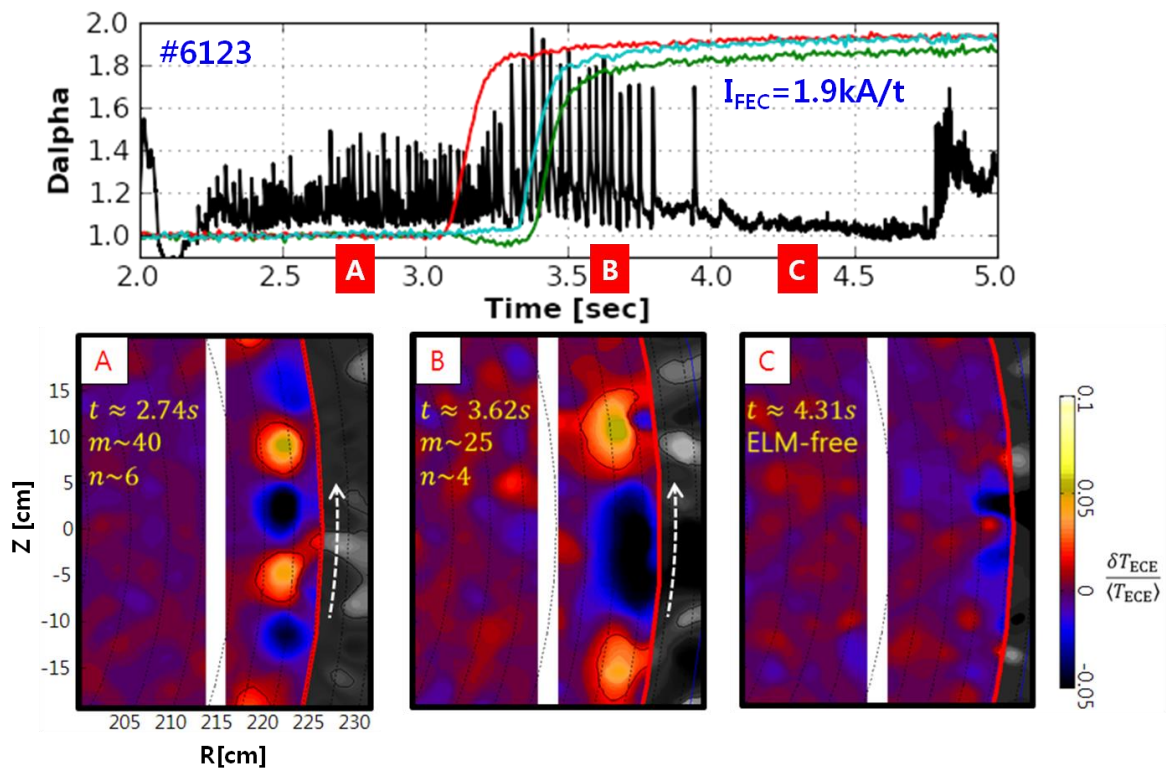 2.0
1.8
1.6
1.4
1.2
1.0
Dalpha
#6123
I_FEC=1.9kA/t
2.0 2.5 3.0 3.5 4.0 4.5 5.0
A B C
Time [sec]
A
t ≈ 2.74s
m~40
n~6
B
t ≈ 3.62s
m~25
n~4
C
t ≈ 4.31s
ELM-free
15
10
5
0
-5
-10
-15
Z [cm]
205 210 215 220 225 230
R[cm]
0.1
0.05
0
-0.05
δT_ECE
⟨T_ECE⟩